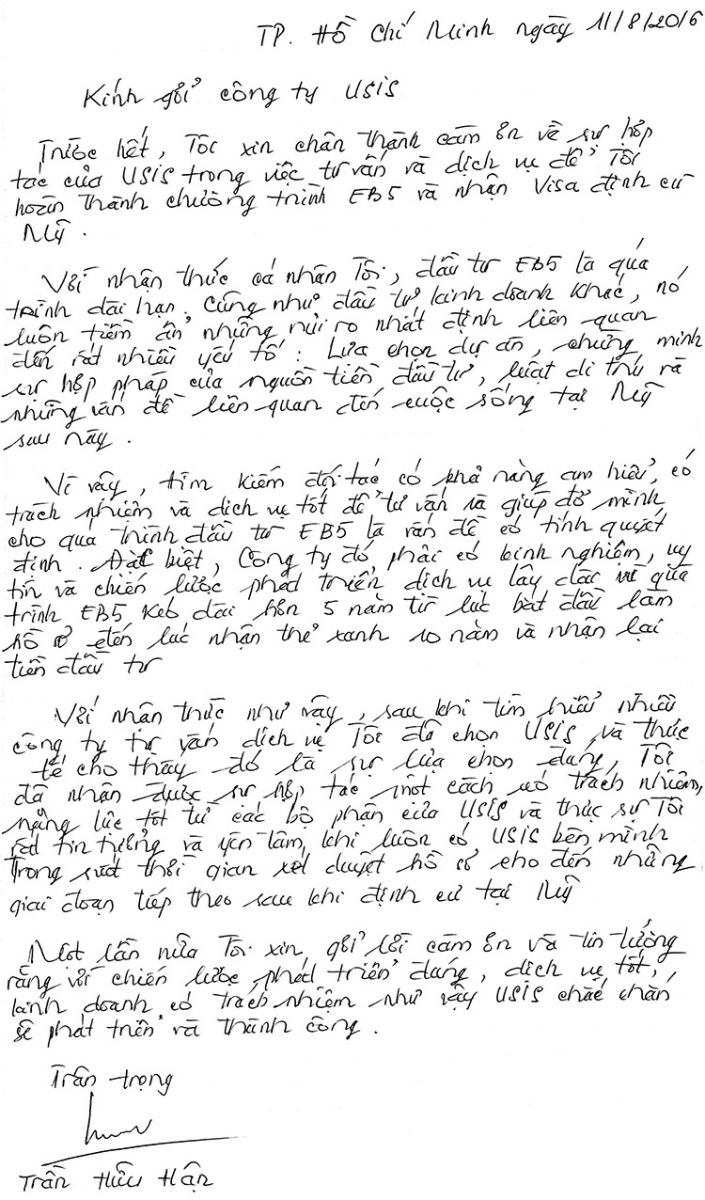 TP. Hồ Chí Minh ngày 11/8/2016
Kính gởi công ty USIS
Trước hết, Tôi xin chân thành cám ơn về sự hợp
tác của USIS trong việc tư vấn và dịch vụ để Tôi
hoàn thành chương trình EB5 và nhận Visa định cư
Mỹ.
Với nhận thức cá nhân Tôi, đầu tư EB5 là quá
trình dài hạn. Cũng như đầu tư kinh doanh khác, nó
luôn tiềm ẩn những rủi ro nhất định liên quan
đến rất nhiều yếu tố: Lựa chọn dự án, chứng minh
sự hợp pháp của nguồn tiền đầu tư, luật di trú và
những vấn đề liên quan đến cuộc sống tại Mỹ
sau này.
Vì vậy, tìm kiếm đối tác có khả năng am hiểu, có
trách nhiệm và dịch vụ tốt để tư vấn và giúp đở mình
cho quá trình đầu tư EB5 là vấn đề có tính quyết
định. Đặc biệt, Công ty đó phải có kinh nghiệm, uy
tín và chiến lược phát triển dịch vụ lâu dài vì quá
trình EB5 kéo dài hơn 5 năm từ lúc bắt đầu làm
hồ sơ đến lúc nhận thẻ xanh 10 năm và nhận lại
tiền đầu tư
Với nhận thức như vậy, sau khi tìm hiểu nhiều
công ty tư vấn dịch vụ Tôi đã chọn USIS và thực
tế cho thấy đó là sự lựa chọn đúng, Tôi
đã nhận được sự hợp tác một cách có trách nhiệm,
năng lực tốt từ các bộ phận của USIS và thực sự Tôi
rất tin tưởng và yên tâm khi luôn có USIS bên mình
trong suốt thời gian xét duyệt hồ sơ cho đến những
giai đoạn tiếp theo sau khi định cư tại Mỹ
Một lần nữa Tôi xin gởi lời cám ơn và tin tưởng
rằng với chiến lược phát triển đúng, dịch vụ tốt,
kinh doanh có trách nhiệm như vậy USIS chắc chắn
sẽ phát triển và thành công.
Trân trọng
Trần Hữu Hận